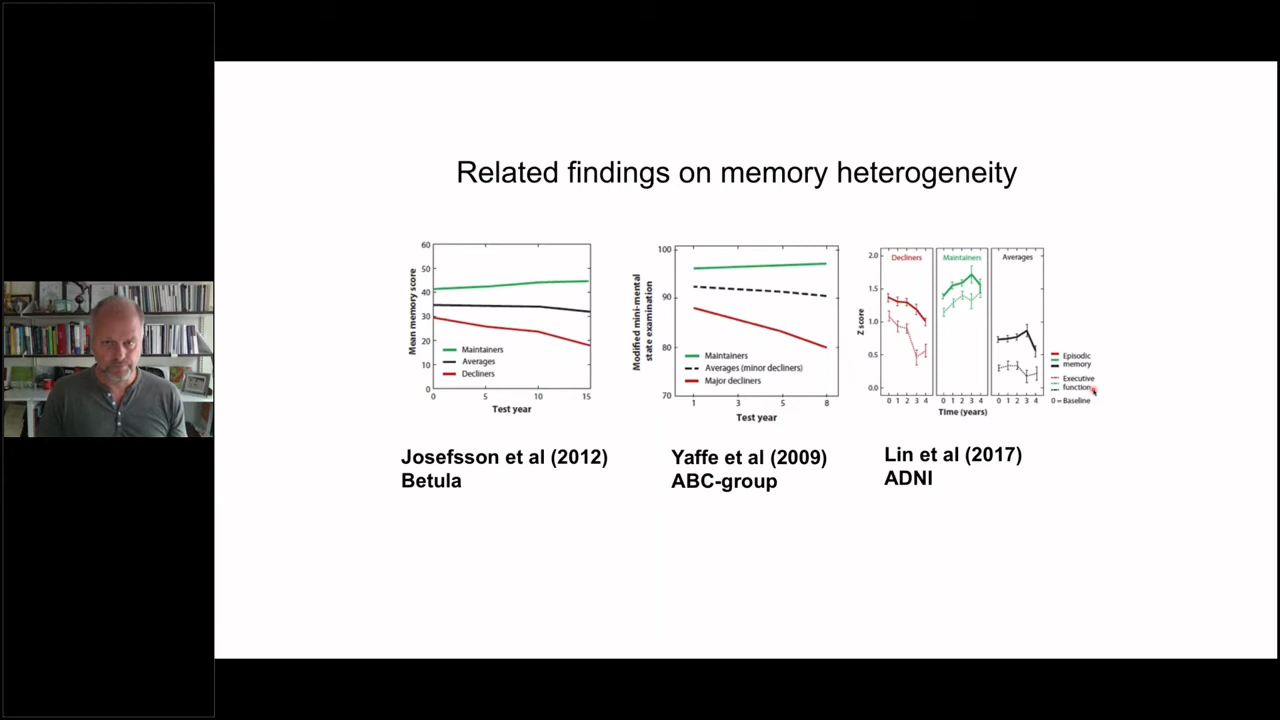 Related findings on memory heterogeneity
Mean memory score
60
50
40
30
20
10
0
Maintainers
Averages
Decliners
0 5 10 15
Test year
Modified mini-mental
state examination
100
90
80
70
Maintainers
Averages (minor decliners)
Major decliners
1 3 5 8
Test year
Z score
2.0
1.5
1.0
0.5
0.0
Decliners
Maintainers
Averages
0 1 2 3 4
0 1 2 3 4
0 1 2 3 4
Time (years)
Episodic
memory
Executive
function
0 = Baseline
Josefsson et al (2012)
Betula
Yaffe et al (2009)
ABC-group
Lin et al (2017)
ADNI